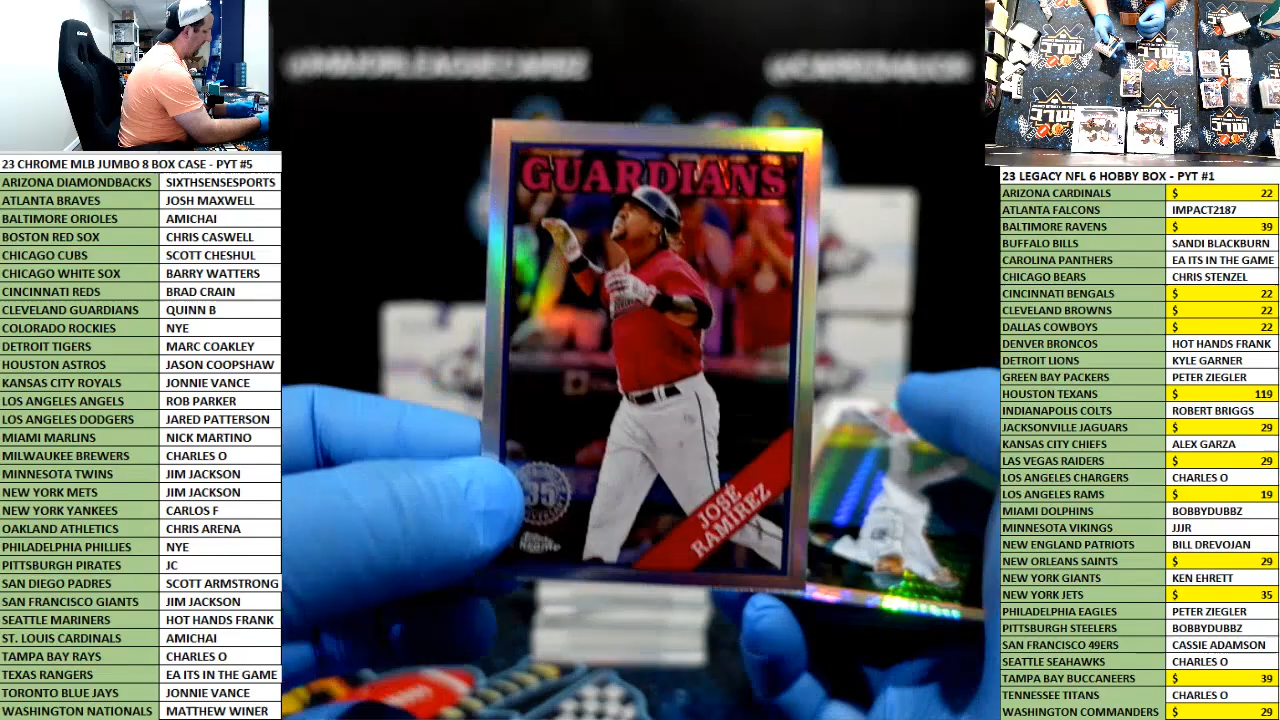 23 CHROME MLB JUMBO 8 BOX CASE - PYT #5
ARIZONA DIAMONDBACKS SIXTHSENSESPORTS
ATLANTA BRAVES JOSH MAXWELL
BALTIMORE ORIOLES AMICHAI
BOSTON RED SOX CHRIS CASWELL
CHICAGO CUBS SCOTT CHESHUL
CHICAGO WHITE SOX BARRY WATTERS
CINCINNATI REDS BRAD CRAIN
CLEVELAND GUARDIANS QUINN B
COLORADO ROCKIES NYE
DETROIT TIGERS MARC COAKLEY
HOUSTON ASTROS JASON COOPSHAW
KANSAS CITY ROYALS JONNIE VANCE
LOS ANGELES ANGELS ROB PARKER
LOS ANGELES DODGERS JARED PATTERSON
MIAMI MARLINS NICK MARTINO
MILWAUKEE BREWERS CHARLES O
MINNESOTA TWINS JIM JACKSON
NEW YORK METS JIM JACKSON
NEW YORK YANKEES CARLOS F
OAKLAND ATHLETICS CHRIS ARENA
PHILADELPHIA PHILLIES NYE
PITTSBURGH PIRATES JC
SAN DIEGO PADRES SCOTT ARMSTRONG
SAN FRANCISCO GIANTS JIM JACKSON
SEATTLE MARINERS HOT HANDS FRANK
ST. LOUIS CARDINALS AMICHAI
TAMPA BAY RAYS CHARLES O
TEXAS RANGERS EA ITS IN THE GAME
TORONTO BLUE JAYS JONNIE VANCE
WASHINGTON NATIONALS MATTHEW WINER
GUARDIANS
35
JOSÉ
RAMÍREZ
23 LEGACY NFL 6 HOBBY BOX - PYT #1
ARIZONA CARDINALS $ 22
ATLANTA FALCONS IMPACT2187
BALTIMORE RAVENS $ 39
BUFFALO BILLS SANDI BLACKBURN
CAROLINA PANTHERS EA ITS IN THE GAME
CHICAGO BEARS CHRIS STENZEL
CINCINNATI BENGALS $ 22
CLEVELAND BROWNS $ 22
DALLAS COWBOYS $ 22
DENVER BRONCOS HOT HANDS FRANK
DETROIT LIONS KYLE GARNER
GREEN BAY PACKERS PETER ZIEGLER
HOUSTON TEXANS $ 119
INDIANAPOLIS COLTS ROBERT BRIGGS
JACKSONVILLE JAGUARS $ 29
KANSAS CITY CHIEFS ALEX GARZA
LAS VEGAS RAIDERS $ 29
LOS ANGELES CHARGERS CHARLES O
LOS ANGELES RAMS $ 19
MIAMI DOLPHINS BOBBYDUBBZ
MINNESOTA VIKINGS JJJR
NEW ENGLAND PATRIOTS BILL DREVOJAN
NEW ORLEANS SAINTS $ 29
NEW YORK GIANTS KEN EHRETT
NEW YORK JETS $ 35
PHILADELPHIA EAGLES PETER ZIEGLER
PITTSBURGH STEELERS BOBBYDUBBZ
SAN FRANCISCO 49ERS CASSIE ADAMSON
SEATTLE SEAHAWKS CHARLES O
TAMPA BAY BUCCANEERS $ 39
TENNESSEE TITANS CHARLES O
WASHINGTON COMMANDERS $ 29